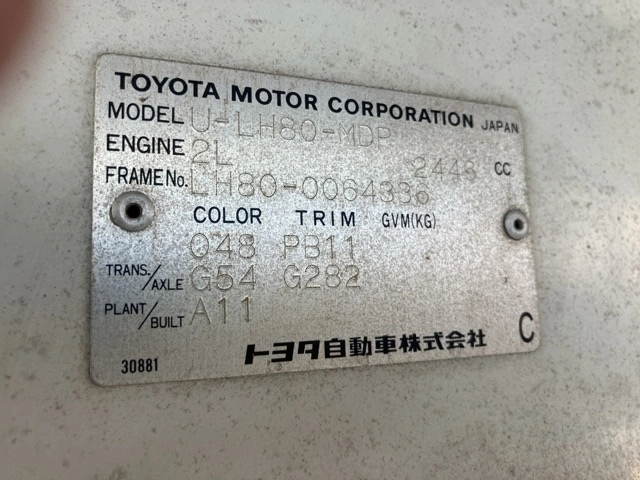 TOYOTA MOTOR CORPORATION JAPAN
MODEL U-LH80-MDP
ENGINE 2L 2446 CC
FRAME No. LH80-0064336
COLOR TRIM GVM(KG)
048 PB11
TRANS./AXLE G54 G282
PLANT/BUILT A11
30881 トヨタ自動車株式会社 C